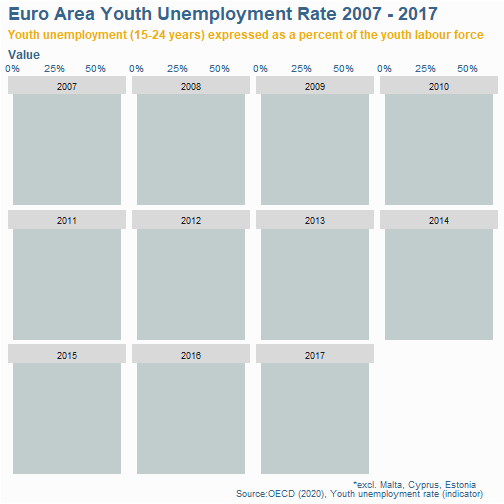 Euro Area Youth Unemployment Rate 2007 - 2017
Youth unemployment (15-24 years) expressed as a percent of the youth labour force
Value
0% 25% 50% 0% 25% 50% 0% 25% 50% 0% 25% 50%
2007 2008 2009 2010
2011 2012 2013 2014
2015 2016 2017
*excl. Malta, Cyprus, Estonia
Source:OECD (2020), Youth unemployment rate (indicator)